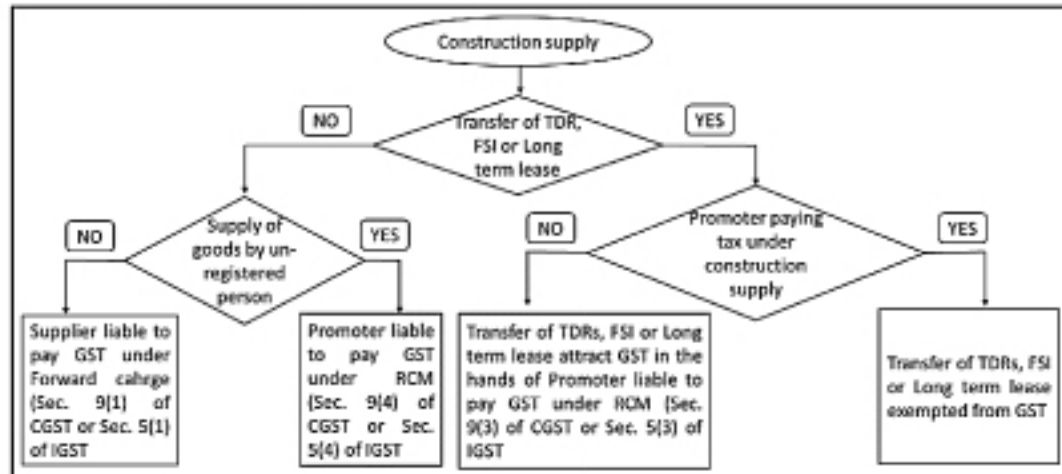 Construction supply
NO
Transfer of TDR,
FSI or Long
term lease
YES
NO
Supply of
goods by un-
registered
person
YES
NO
Promoter paying
tax under
construction
supply
YES
Supplier liable to
pay GST under
Forward cahrge
(Sec. 9(1) of
CGST or Sec. 5(1)
of IGST
Promoter liable
to pay GST
under RCM
(Sec. 9(4) of
CGST or Sec.
5(4) of IGST
Transfer of TDRs, FSI or Long
term lease attract GST in the
hands of Promoter liable to
pay GST under RCM (Sec.
9(3) of CGST or Sec. 5(3) of
IGST
Transfer of TDRs, FSI
or Long term lease
exempted from GST